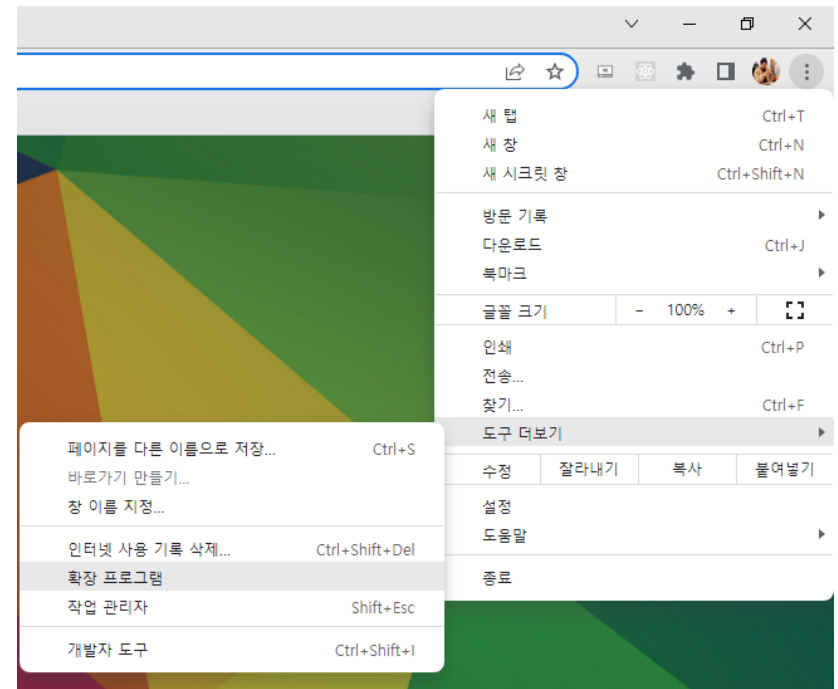 새 탭 Ctrl+T
새 창 Ctrl+N
새 시크릿 창 Ctrl+Shift+N
방문 기록
다운로드 Ctrl+J
북마크
글꼴 크기 - 100% +
인쇄 Ctrl+P
전송...
찾기... Ctrl+F
도구 더보기
수정 잘라내기 복사 붙여넣기
설정
도움말
종료
페이지를 다른 이름으로 저장... Ctrl+S
바로가기 만들기...
창 이름 지정...
인터넷 사용 기록 삭제... Ctrl+Shift+Del
확장 프로그램
작업 관리자 Shift+Esc
개발자 도구 Ctrl+Shift+I